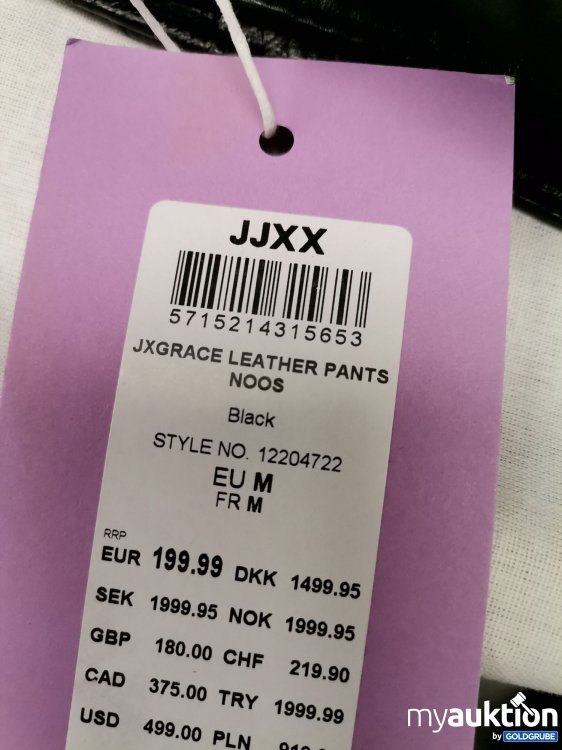 JJXX
5715214315653
JXGRACE LEATHER PANTS
NOOS
Black
STYLE NO. 12204722
EU M
FR M
RRP
EUR 199.99 DKK 1499.95
SEK 1999.95 NOK 1999.95
GBP 180.00 CHF 219.90
CAD 375.00 TRY 1999.99
USD 499.00 PLN
myauktion
by GOLDGRUBE